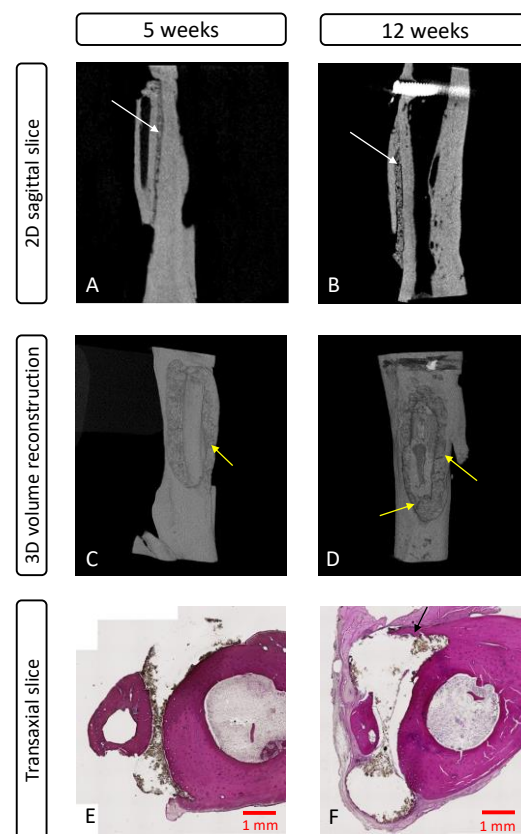 5 weeks
12 weeks
2D sagittal slice
A
B
3D volume reconstruction
C
D
Transaxial slice
E
1 mm
F
1 mm